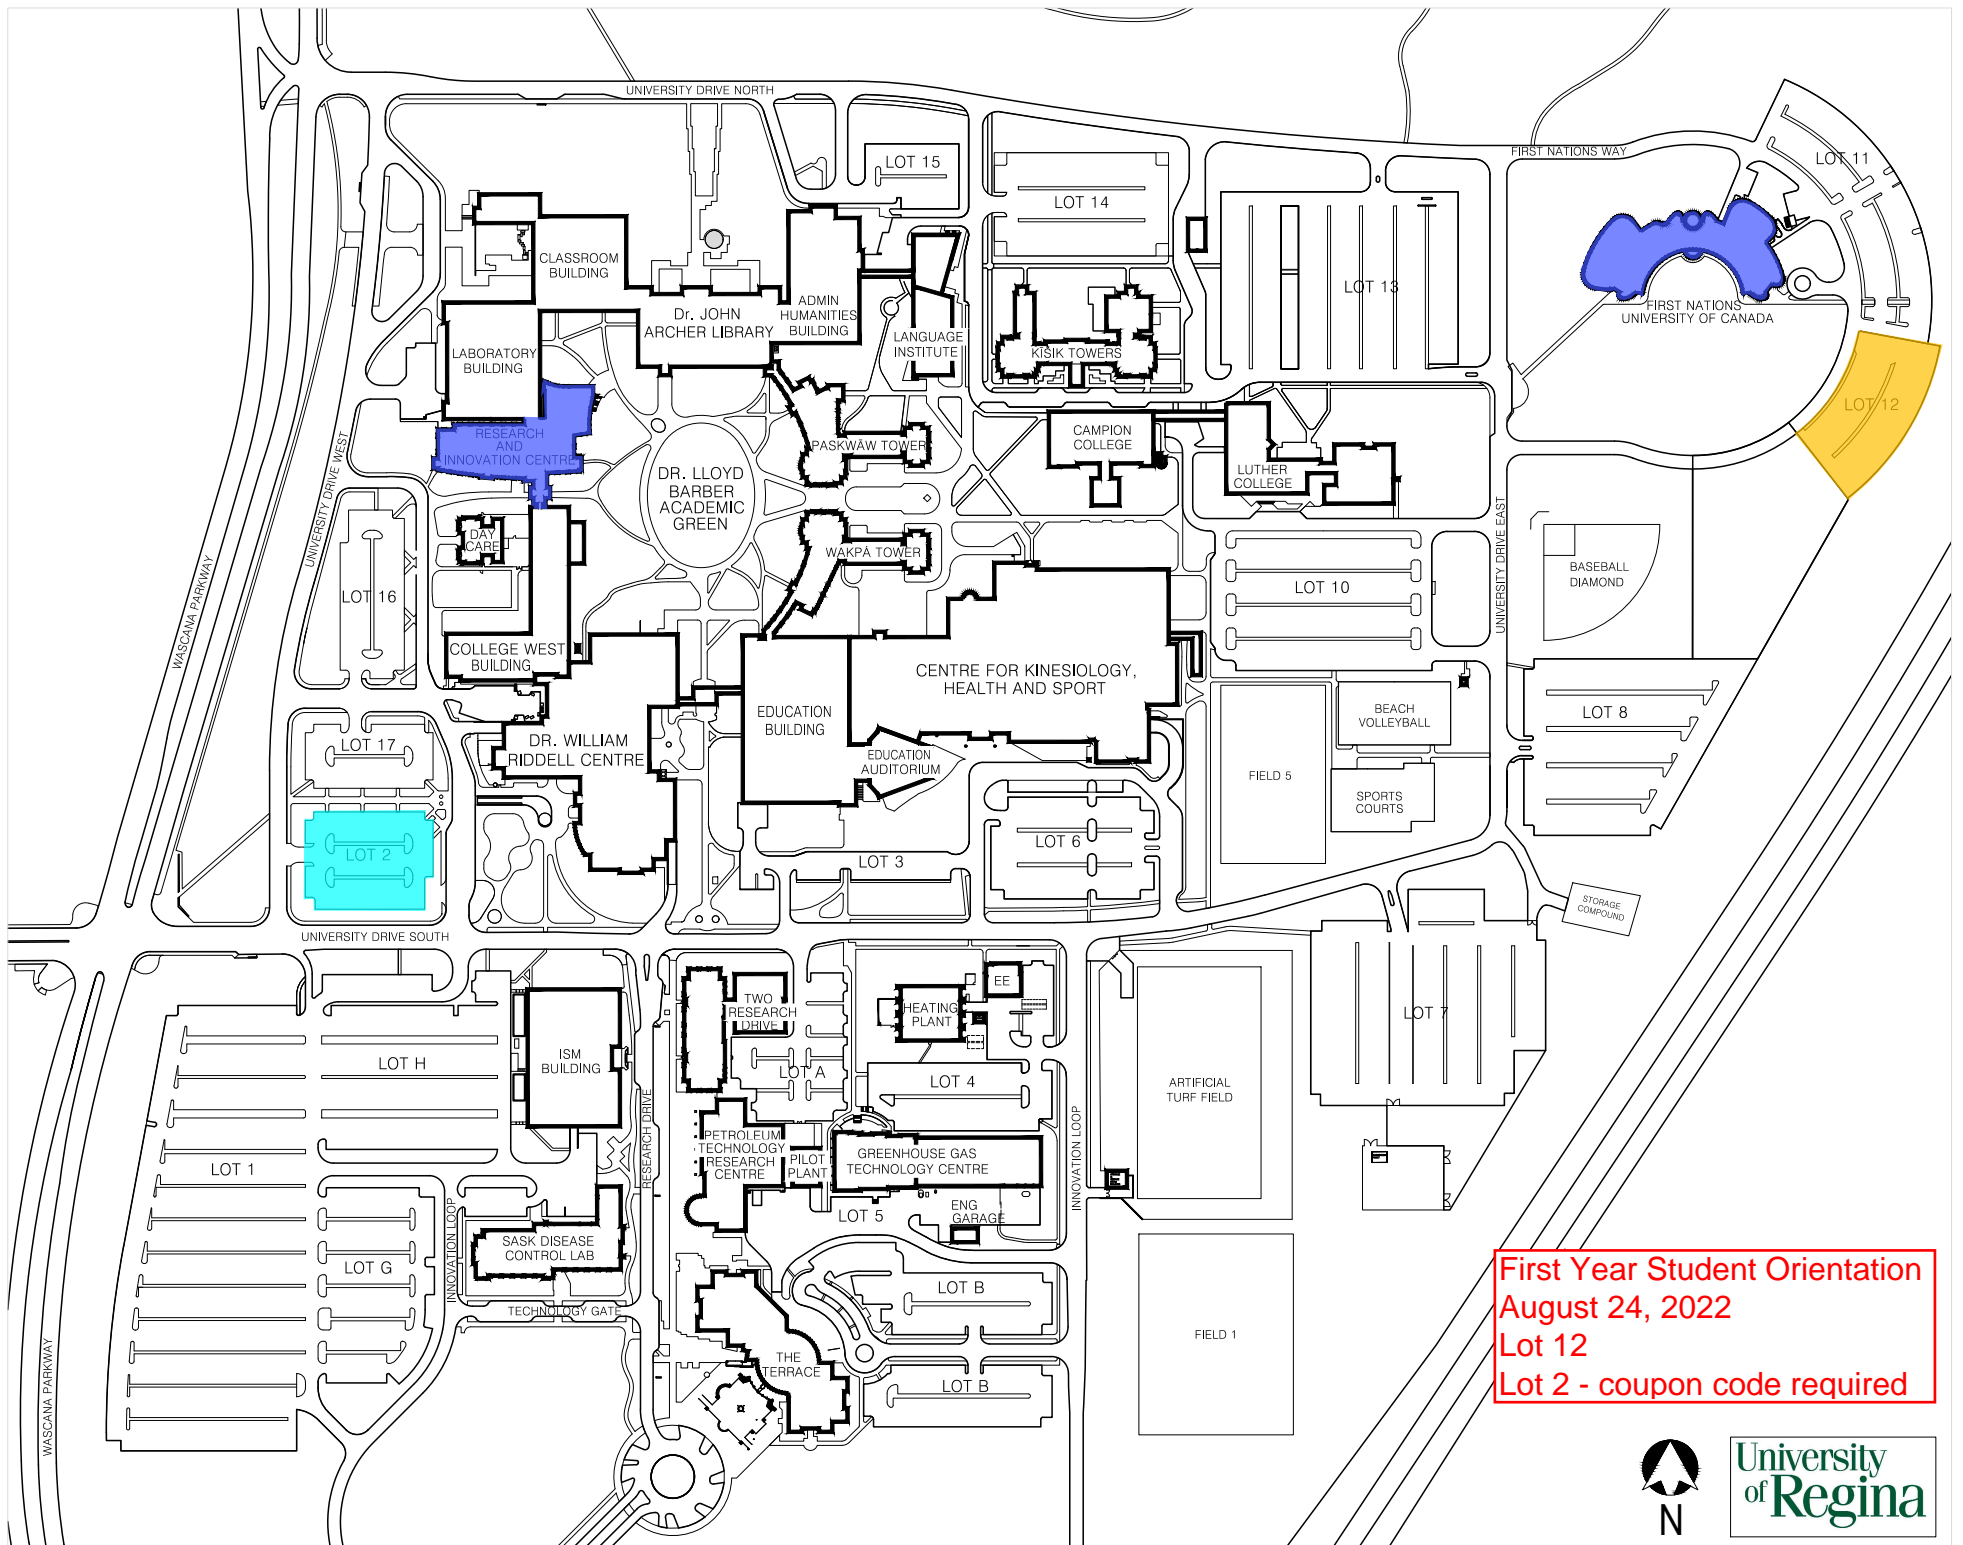 UNIVERSITY DRIVE NORTH
FIRST NATIONS WAY
LOT 11
LOT 15
LOT 14
CLASSROOM
BUILDING
LOT 13
ADMIN
HUMANITIES
BUILDING
Dr. JOHN
ARCHER LIBRARY
FIRST NATIONS
UNIVERSITY OF CANADA
LANGUAGE
INSTITUTE
KĪSIK TOWERS
LABORATORY
BUILDING
LOT 12
RESEARCH
AND
INNOVATION CENTRE
PASKWĀW TOWER
CAMPION
COLLEGE
LUTHER
COLLEGE
DR. LLOYD
BARBER
ACADEMIC
GREEN
UNIVERSITY DRIVE WEST
UNIVERSITY DRIVE EAST
DAY
CARE
WAKPÁ TOWER
BASEBALL
DIAMOND
LOT 10
LOT 16
WASCANA PARKWAY
COLLEGE WEST
BUILDING
CENTRE FOR KINESIOLOGY,
HEALTH AND SPORT
EDUCATION
BUILDING
BEACH
VOLLEYBALL
LOT 8
LOT 17
DR. WILLIAM
RIDDELL CENTRE
EDUCATION
AUDITORIUM
FIELD 5
SPORTS
COURTS
LOT 2
LOT 3
LOT 6
STORAGE
COMPOUND
UNIVERSITY DRIVE SOUTH
TWO
RESEARCH
DRIVE
EE
HEATING
PLANT
LOT 7
ISM
BUILDING
LOT H
LOT A
LOT 4
ARTIFICIAL
TURF FIELD
RESEARCH DRIVE
INNOVATION LOOP
PETROLEUM
TECHNOLOGY
RESEARCH
CENTRE
PILOT
PLANT
GREENHOUSE GAS
TECHNOLOGY CENTRE
LOT 1
LOT 5
ENG
GARAGE
INNOVATION LOOP
SASK DISEASE
CONTROL LAB
LOT G
LOT B
TECHNOLOGY GATE
FIELD 1
THE
TERRACE
LOT B
WASCANA PARKWAY
First Year Student Orientation
August 24, 2022
Lot 12
Lot 2 - coupon code required
N
University
of Regina